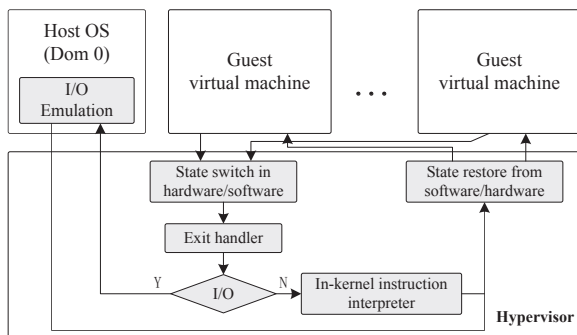 Host OS
(Dom 0)
I/O
Emulation
Guest
virtual machine
...
Guest
virtual machine
State switch in
hardware/software
State restore from
software/hardware
Exit handler
Y
I/O
N
In-kernel instruction
interpreter
Hypervisor